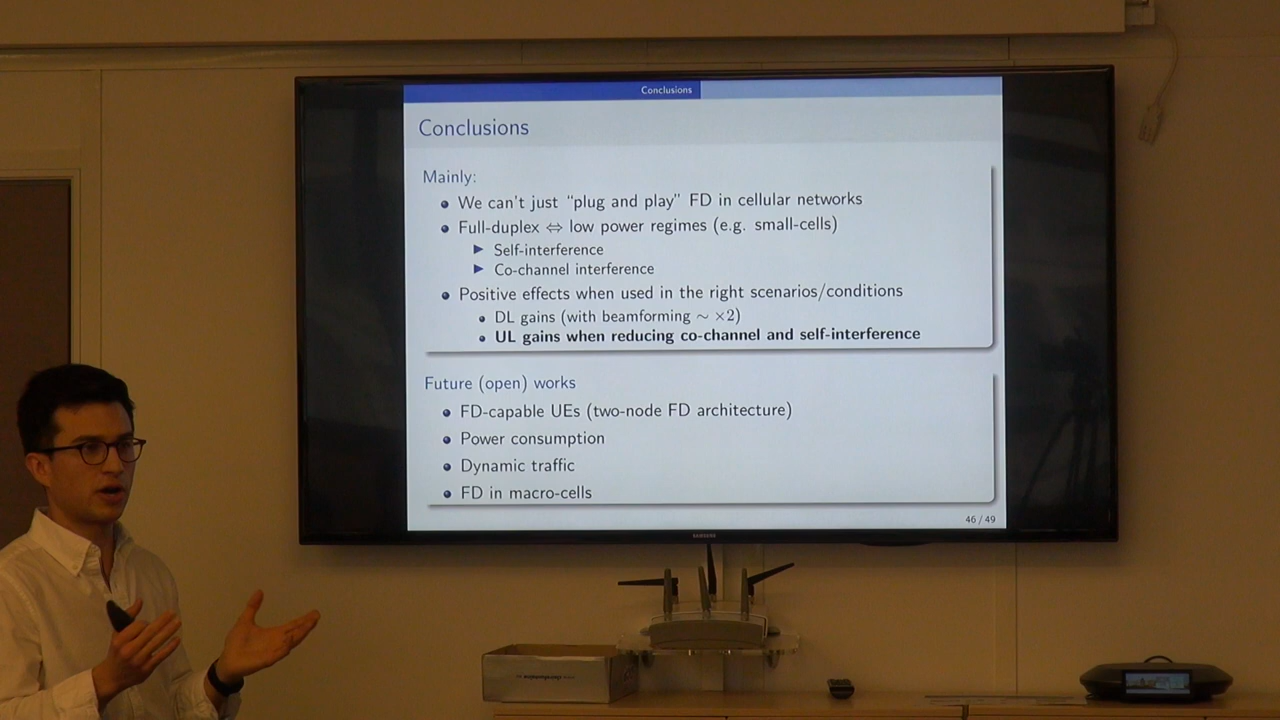 Conclusions
Conclusions
Mainly:
We can't just "plug and play" FD in cellular networks
Full-duplex ⇔ low power regimes (e.g. small-cells)
Self-interference
Co-channel interference
Positive effects when used in the right scenarios/conditions
DL gains (with beamforming ∼ ×2)
UL gains when reducing co-channel and self-interference
Future (open) works
FD-capable UEs (two-node FD architecture)
Power consumption
Dynamic traffic
FD in macro-cells
46 / 49
SAMSUNG